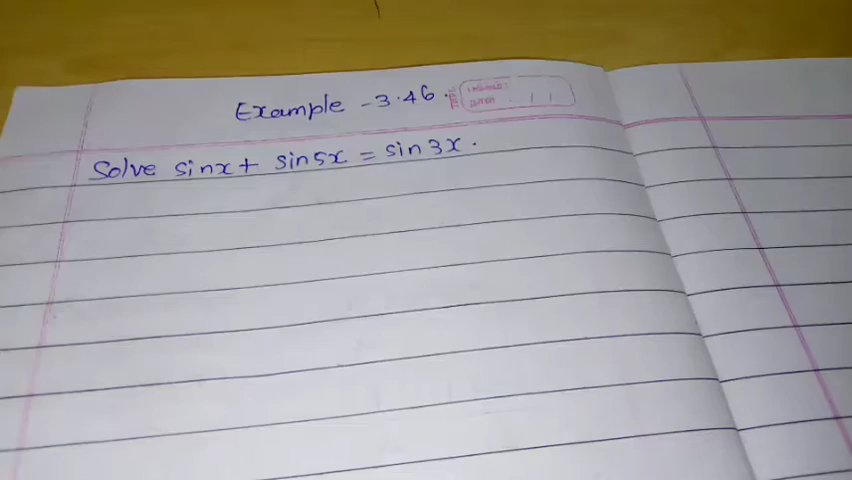 Example - 3.46.
Solve sinx + sin5x = sin3x.